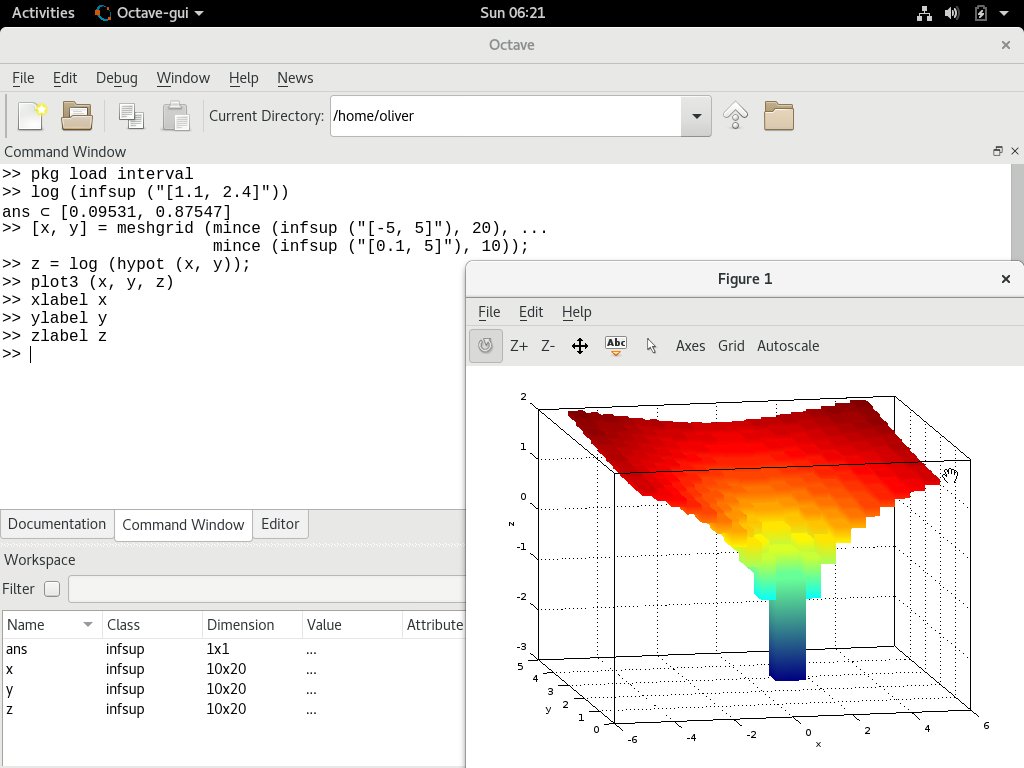 Activities Octave-gui Sun 06:21
Octave
File Edit Debug Window Help News
Current Directory: /home/oliver
Command Window
>> pkg load interval
>> log (infsup ("[1.1, 2.4]"))
ans ⊂ [0.09531, 0.87547]
>> [x, y] = meshgrid (mince (infsup ("[-5, 5]"), 20), ...
mince (infsup ("[0.1, 5]"), 10));
>> z = log (hypot (x, y));
>> plot3 (x, y, z)
>> xlabel x
>> ylabel y
>> zlabel z
>>
Documentation Command Window Editor
Workspace
Filter
Name Class Dimension Value Attribute
ans infsup 1x1 ...
x infsup 10x20 ...
y infsup 10x20 ...
z infsup 10x20 ...
Figure 1
File Edit Help
Z+ Z- Abc Axes Grid Autoscale
2
1
0
z
-1
-2
-3
5
4
3
y 2
1
0
-6 -4 -2 0 2 4 6
x